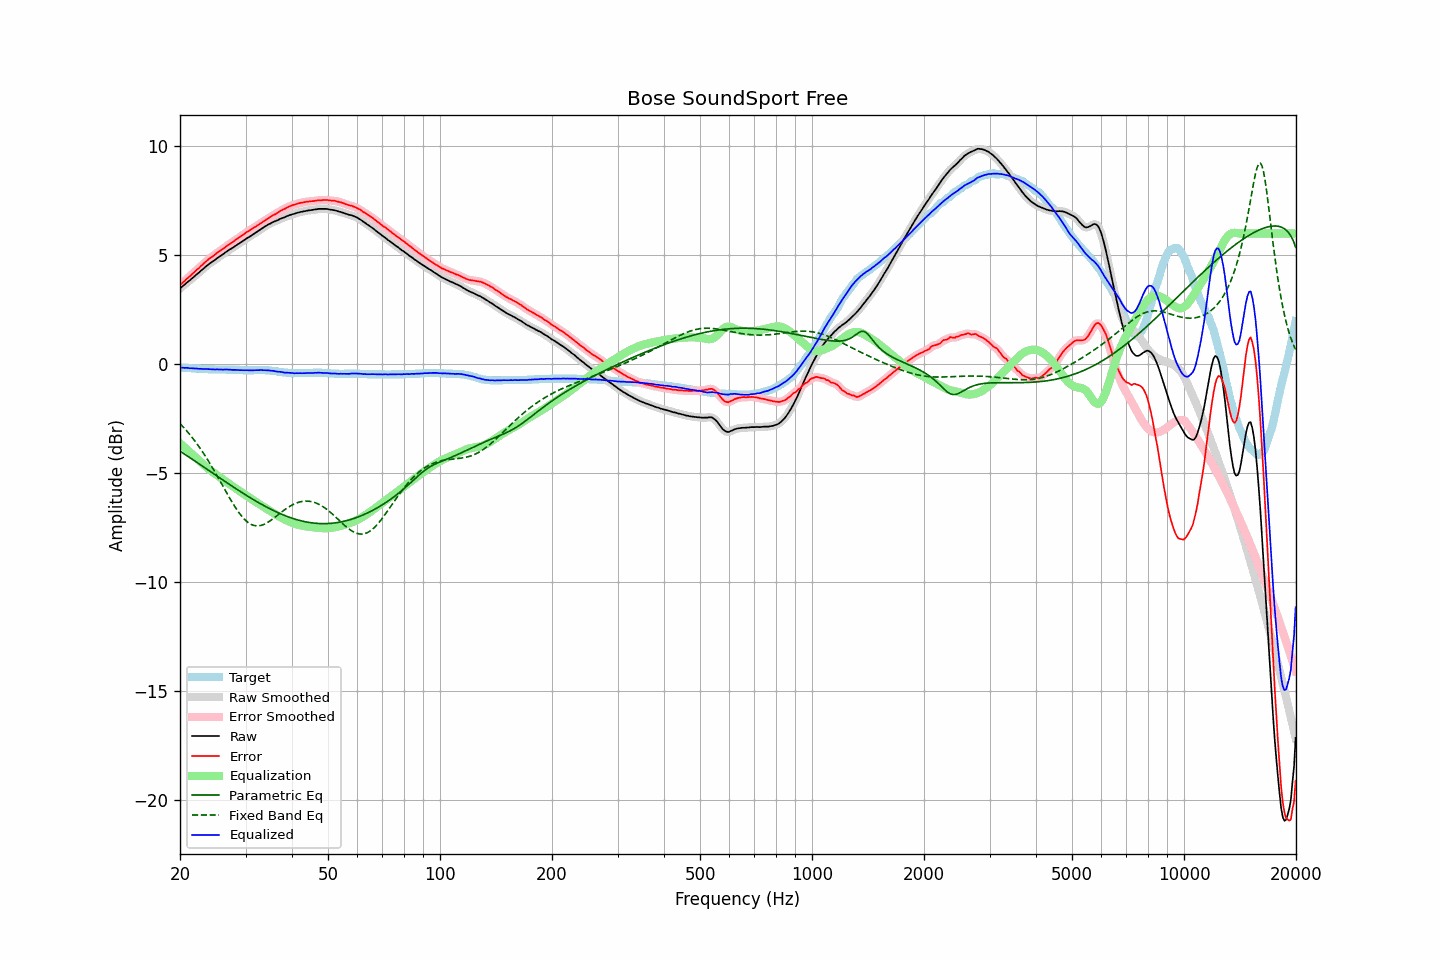 Bose SoundSport Free
Amplitude (dBr)
10
5
0
−5
−10
−15
−20
Target
Raw Smoothed
Error Smoothed
Raw
Error
Equalization
Parametric Eq
Fixed Band Eq
Equalized
20 50 100 200 500 1000 2000 5000 10000 20000
Frequency (Hz)